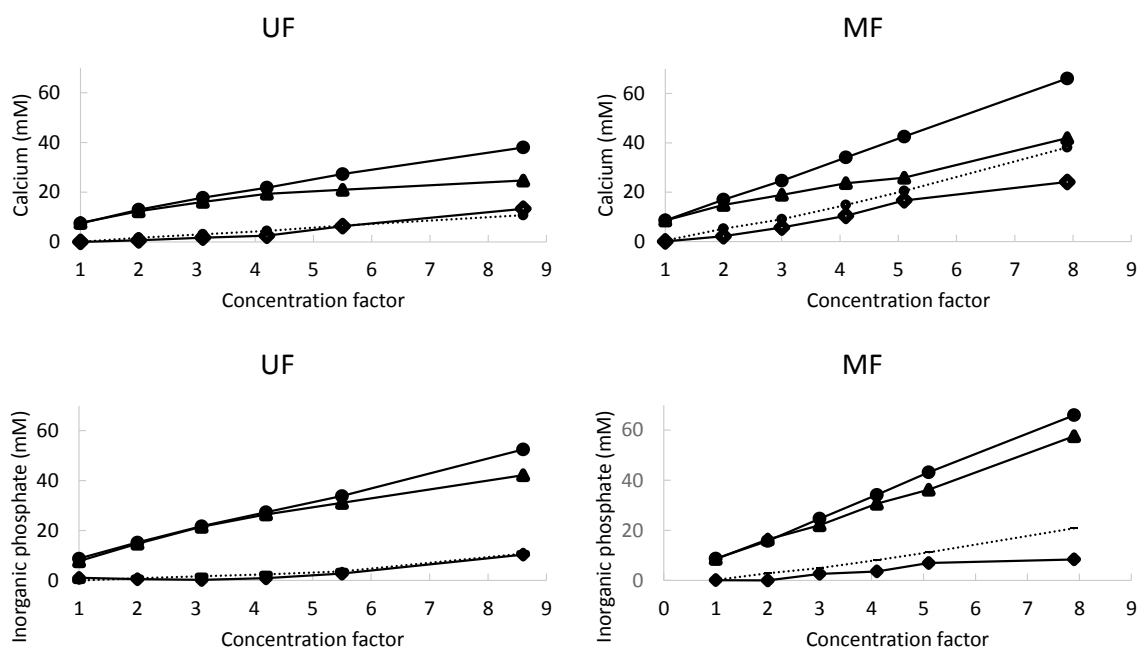 UF
MF
Calcium (mM)
60
40
20
0
1 2 3 4 5 6 7 8 9
Concentration factor
Calcium (mM)
60
40
20
0
1 2 3 4 5 6 7 8 9
Concentration factor
UF
MF
Inorganic phosphate (mM)
60
40
20
0
1 2 3 4 5 6 7 8 9
Concentration factor
Inorganic phosphate (mM)
60
40
20
0
0 1 2 3 4 5 6 7 8 9
Concentration factor